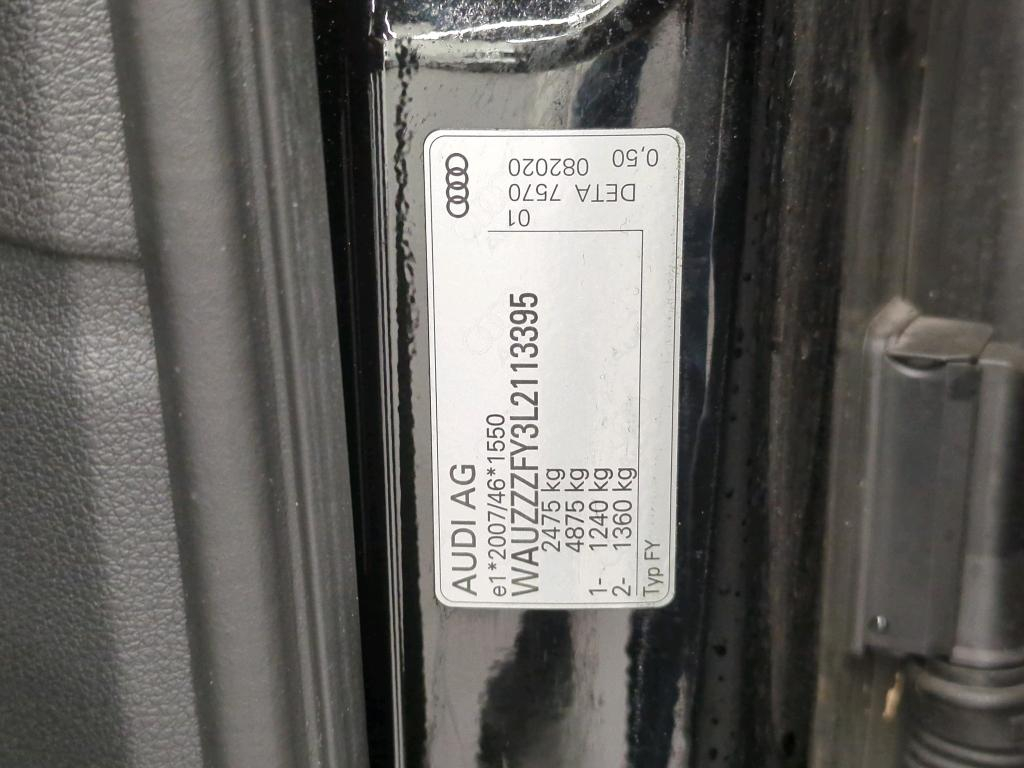 AUDI AG
e1*2007/46*1550
WAUZZZFY3L2113395
2475 kg
4875 kg
1- 1240 kg
2- 1360 kg
Typ FY
01
DETA 7570
082020
0,50